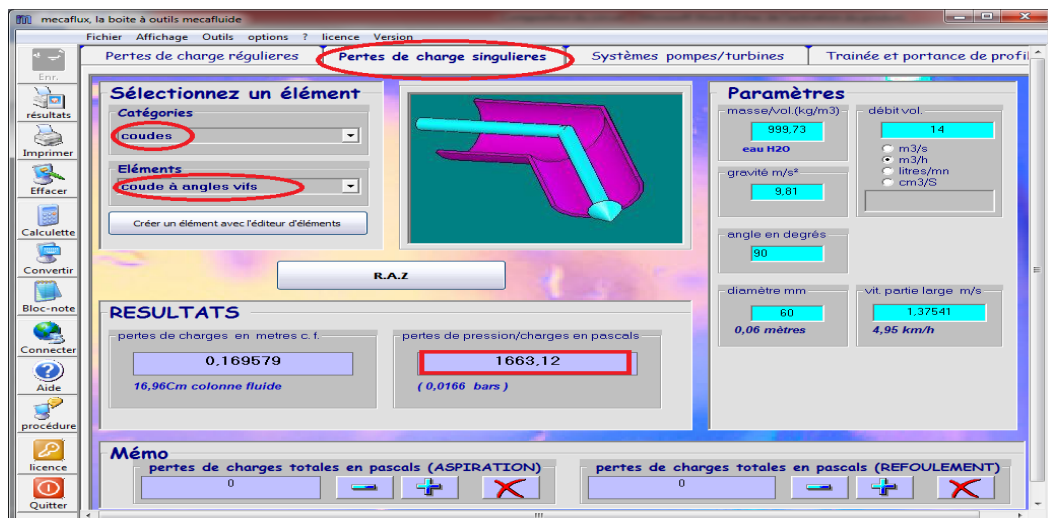 mecaflux, la boite à outils mecafluide
Fichier Affichage Outils options ? licence Version
Enr.
résultats
Imprimer
Effacer
Calculette
Convertir
Bloc-note
Connecter
Aide
procédure
licence
Quitter
Pertes de charge régulieres
Pertes de charge singulieres
Systèmes pompes/turbines
Trainée et portance de profi
Sélectionnez un élément
Catégories
coudes
Eléments
coude à angles vifs
Créer un élément avec l'éditeur d'éléments
R.A.Z
Paramètres
masse/vol.(kg/m3)
999,73
eau H2O
débit vol.
14
m3/s
m3/h
litres/mn
cm3/S
gravité m/s²
9,81
angle en degrés
90
diamètre mm
60
0,06 mètres
vit. partie large m/s
1,37541
4,95 km/h
RESULTATS
pertes de charges en metres c.f.
0,169579
16,96Cm colonne fluide
pertes de pression/charges en pascals
1663,12
( 0,0166 bars )
Mémo
pertes de charges totales en pascals (ASPIRATION)
0
pertes de charges totales en pascals (REFOULEMENT)
0